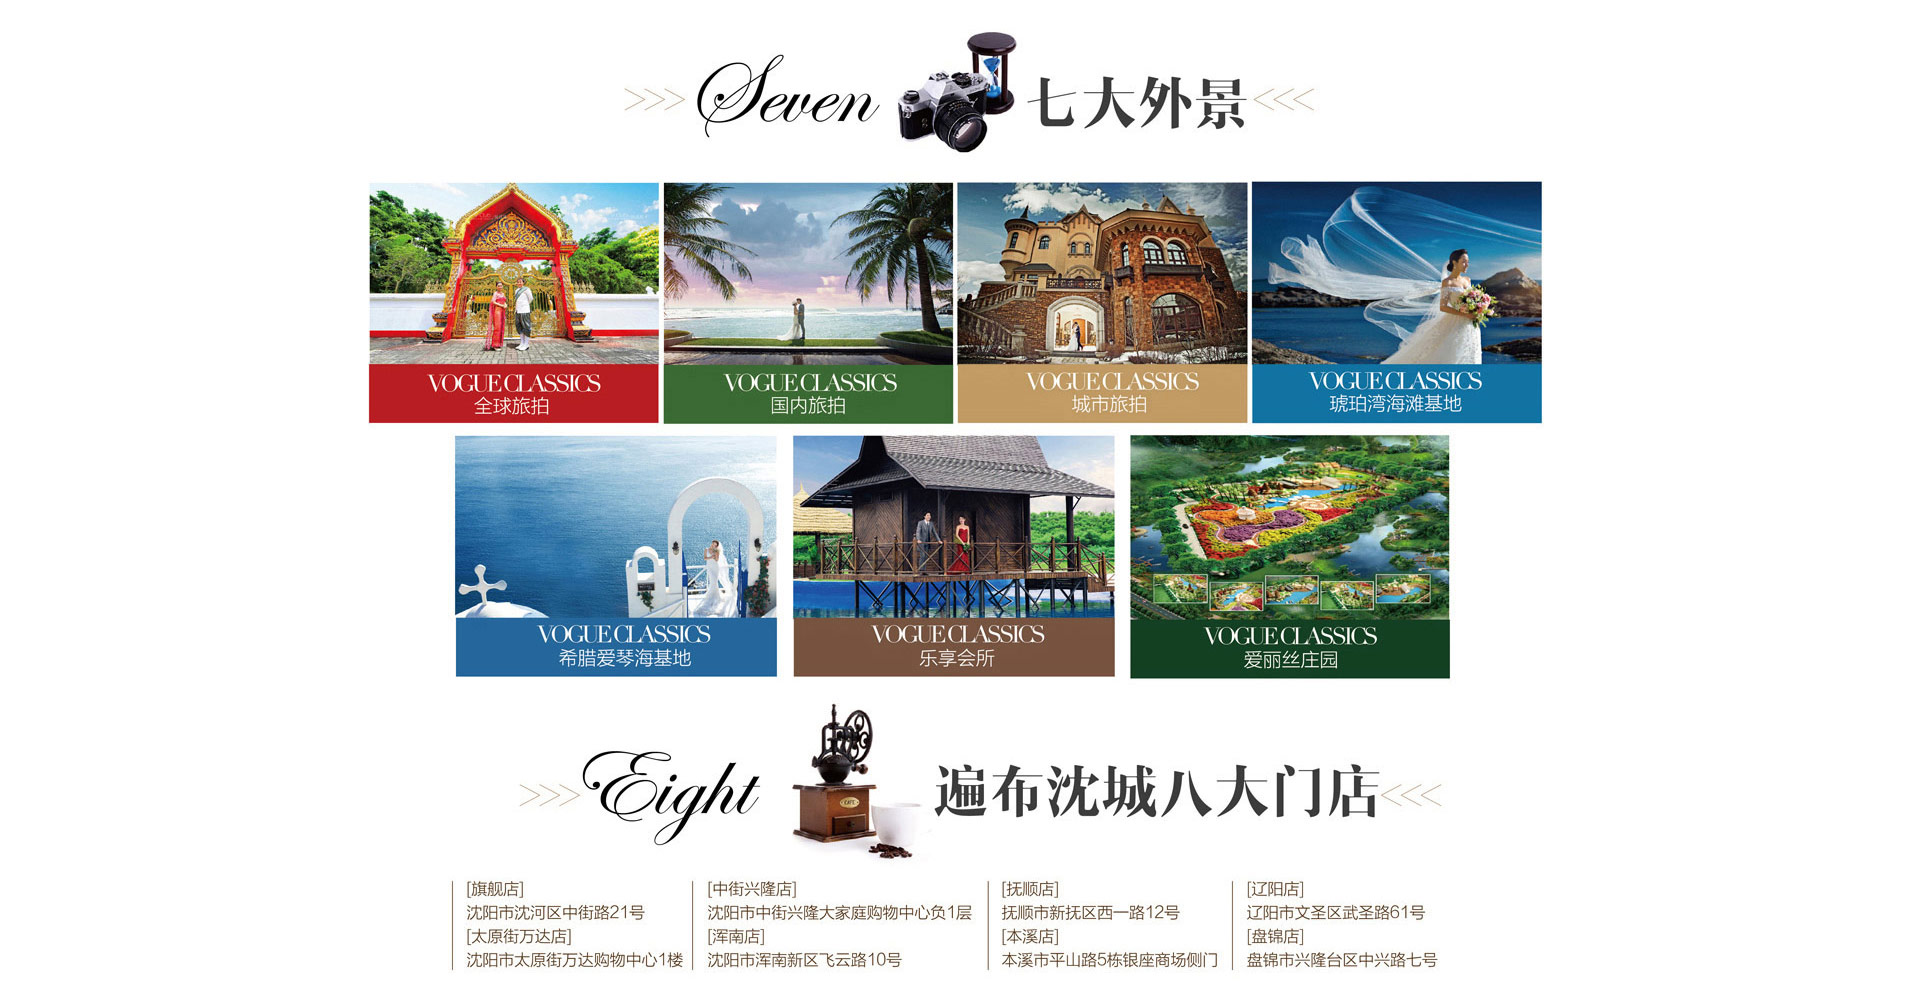 Seven 七大外景
VOGUE CLASSICS
全球旅拍
VOGUE CLASSICS
国内旅拍
VOGUE CLASSICS
城市旅拍
VOGUE CLASSICS
琥珀湾海滩基地
VOGUE CLASSICS
希腊爱琴海基地
VOGUE CLASSICS
乐享会所
VOGUE CLASSICS
爱丽丝庄园
Eight 遍布沈城八大门店
CAFE
[旗舰店]
沈阳市沈河区中街路21号
[太原街万达店]
沈阳市太原街万达购物中心1楼
[中街兴隆店]
沈阳市中街兴隆大家庭购物中心负1层
[浑南店]
沈阳市浑南新区飞云路10号
[抚顺店]
抚顺市新抚区西一路12号
[本溪店]
本溪市平山路5栋银座商场侧门
[辽阳店]
辽阳市文圣区武圣路61号
[盘锦店]
盘锦市兴隆台区中兴路七号